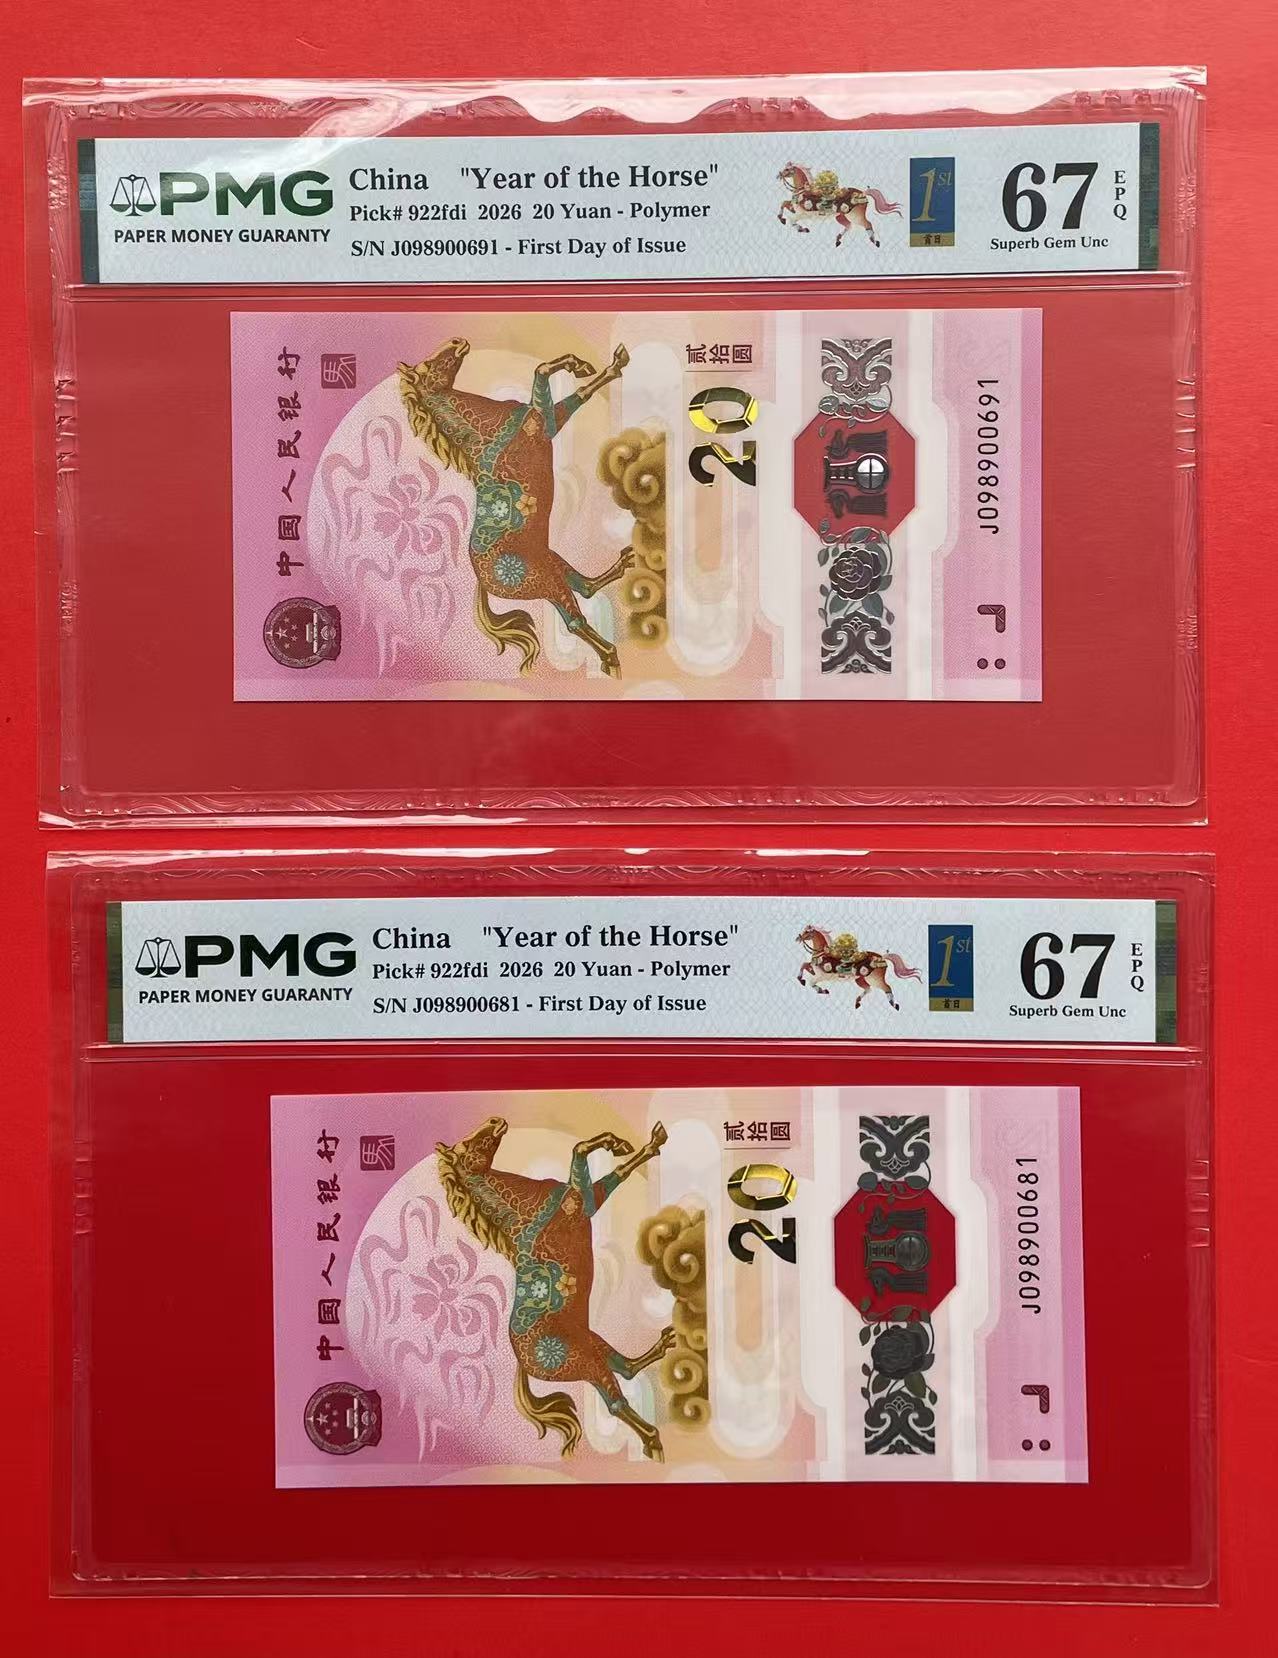 PMG
PAPER MONEY GUARANTY
China "Year of the Horse"
Pick# 922fdi 2026 20 Yuan - Polymer
S/N J098900691 - First Day of Issue
1st
首日
67
EPQ
Superb Gem Unc
中国人民银行
馬
贰拾圆
20
J098900691
PMG
PAPER MONEY GUARANTY
China "Year of the Horse"
Pick# 922fdi 2026 20 Yuan - Polymer
S/N J098900681 - First Day of Issue
1st
首日
67
EPQ
Superb Gem Unc
中国人民银行
馬
贰拾圆
20
J098900681